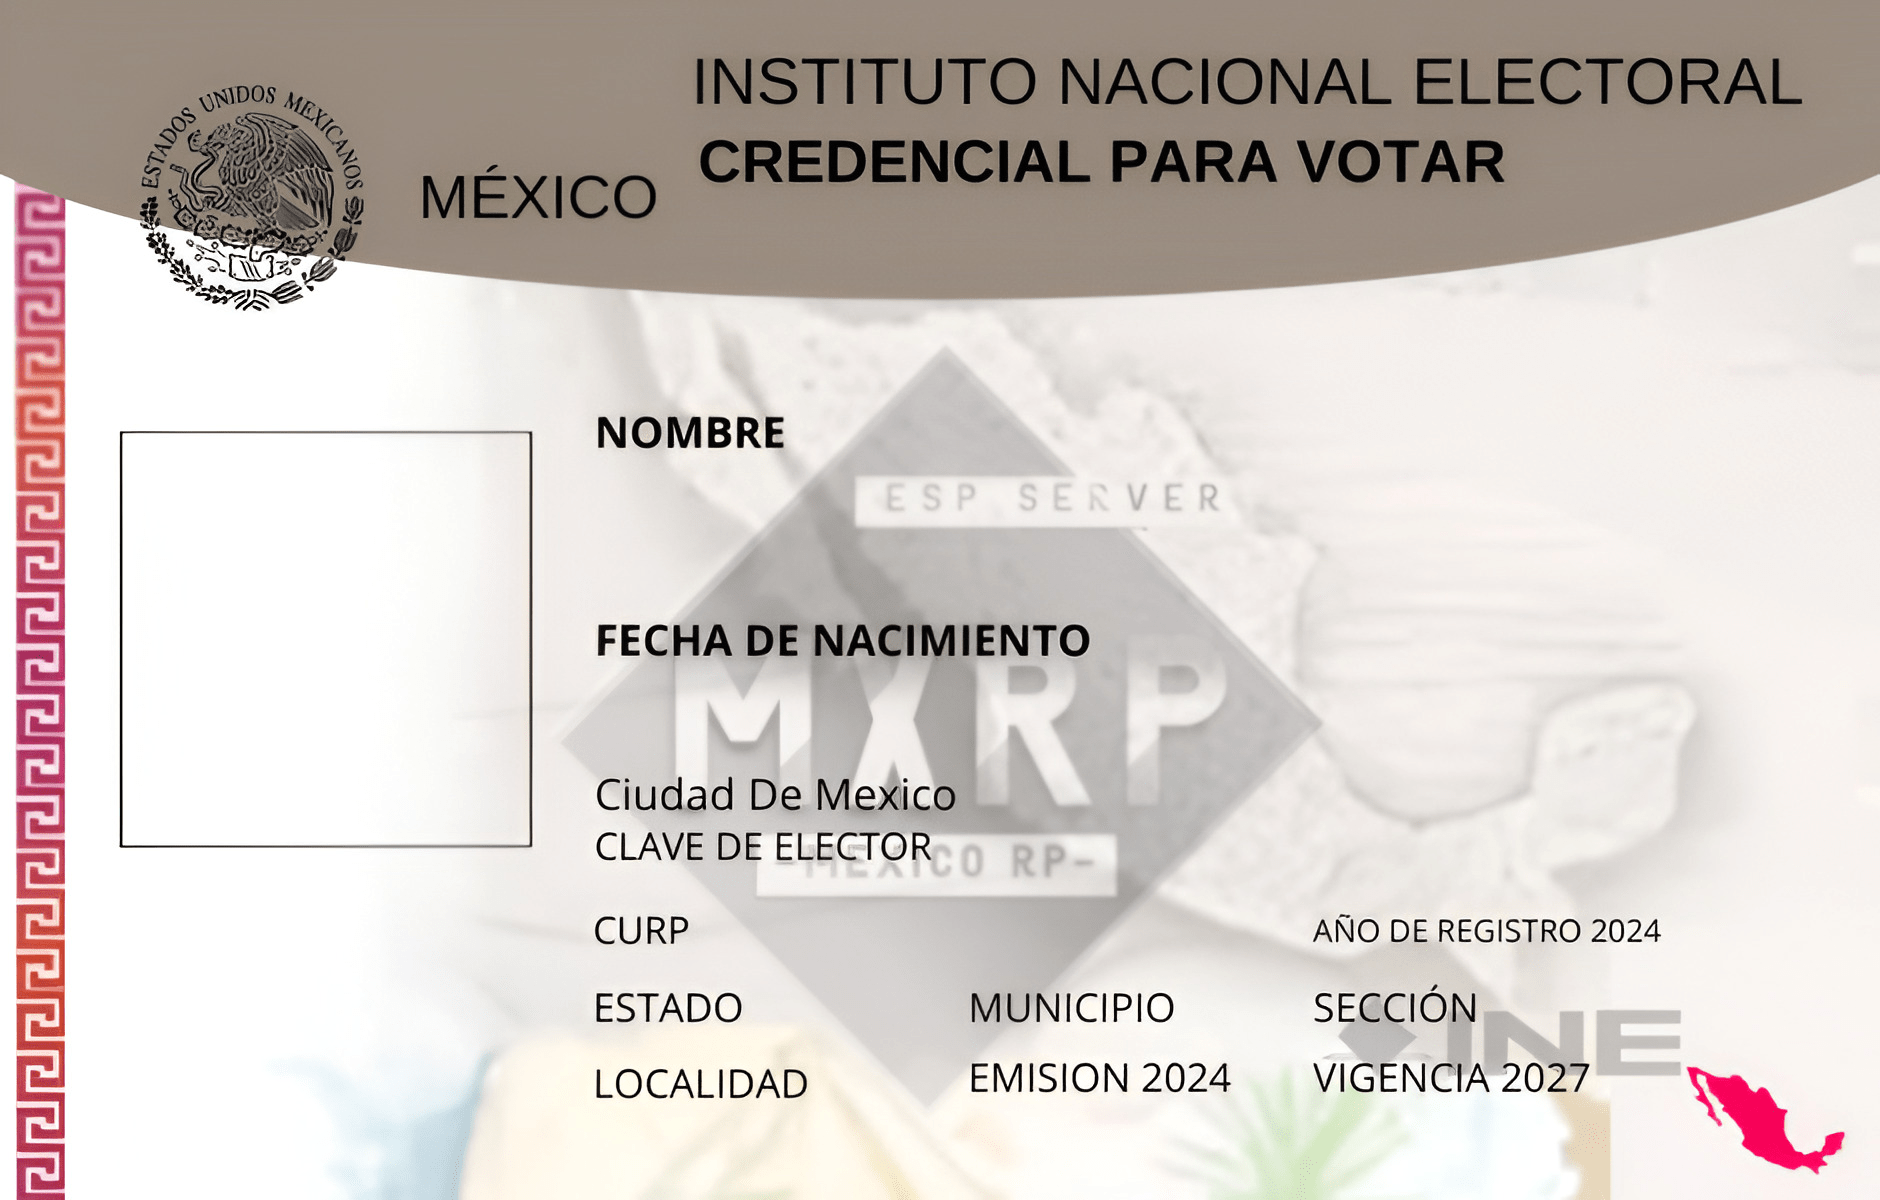 INSTITUTO NACIONAL ELECTORAL
CREDENCIAL PARA VOTAR
ESTADOS UNIDOS MEXICANOS
MÉXICO
NOMBRE
ESP SERVER
FECHA DE NACIMIENTO
MXRP
Ciudad De Mexico
CLAVE DE ELECTOR
-MEXICO RP-
CURP
AÑO DE REGISTRO 2024
ESTADO MUNICIPIO SECCIÓN
INE
LOCALIDAD EMISION 2024 VIGENCIA 2027